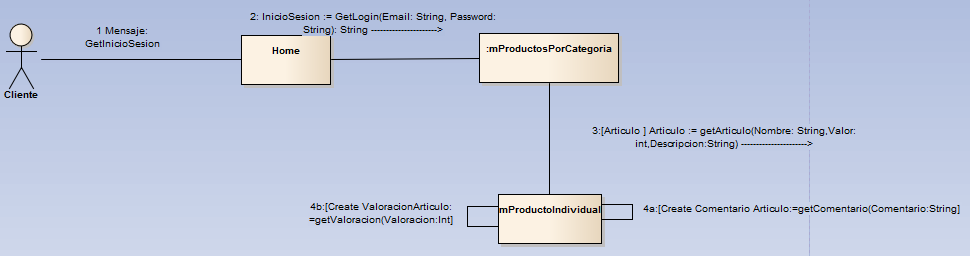 1 Mensaje:
GetInicioSesion
2: InicioSesion := GetLogin(Email: String, Password:
String): String ---------------------->
Home
:mProductosPorCategoria
Cliente
3:[Articulo ] Articulo := getArticulo(Nombre: String,Valor:
int,Descripcion:String) ---------------------->
4b:[Create ValoracionArticulo:
=getValoracion(Valoracion:Int]
mProductoIndividual
4a:[Create Comentario Articulo:=getComentario(Comentario:String]